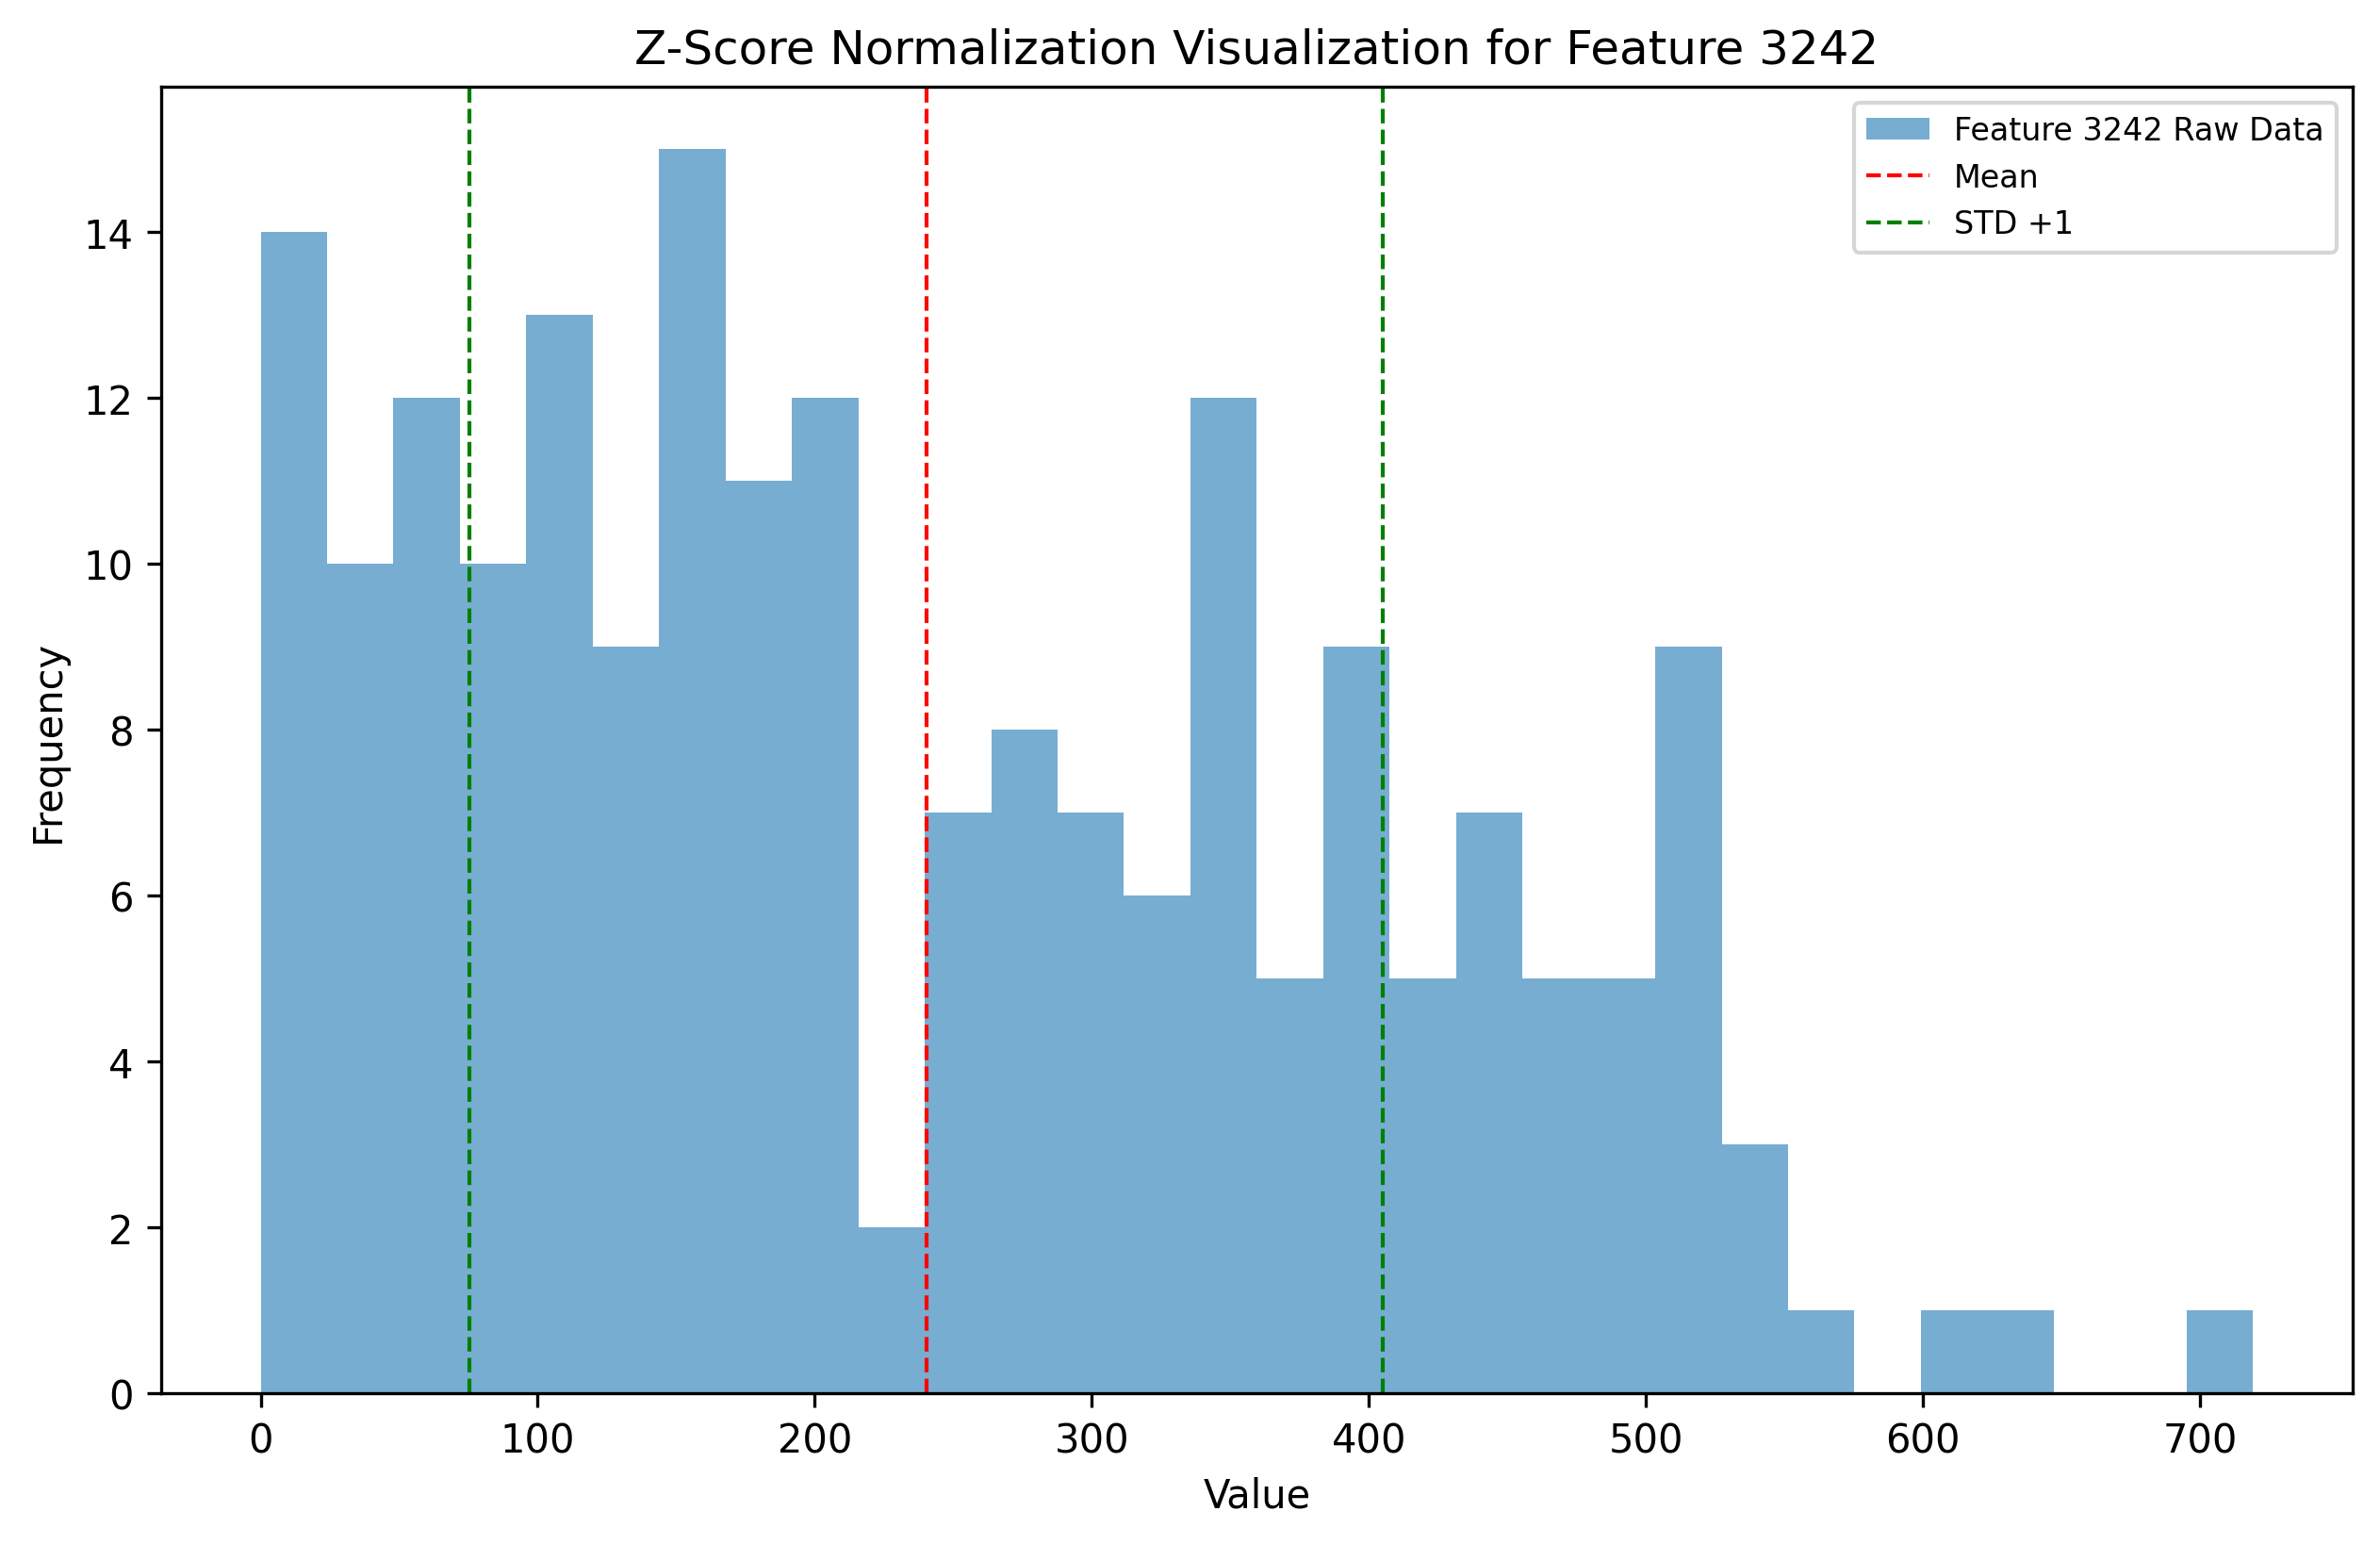 Z-Score Normalization Visualization for Feature 3242
Feature 3242 Raw Data
Mean
STD +1
14
12
10
8
6
4
2
0
Frequency
0 100 200 300 400 500 600 700
Value